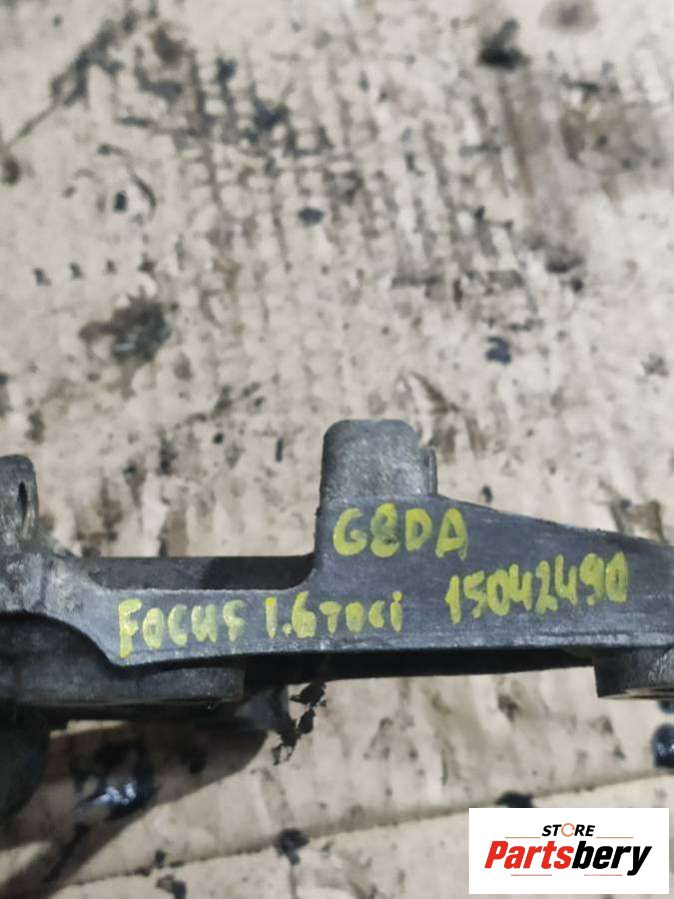 G8DA
FOCUS 1.6TDCi 15042490
STORE
Partsbery